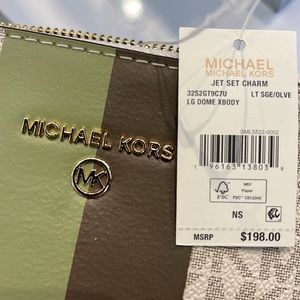 MICHAEL
MICHAEL KORS
JET SET CHARM
32S2GT9C7U LT SGE/OLVE
LG DOME XBODY
SMLSS22-0002
1 96163 13803 9
MICHAEL KORS
MK
FSC
MIX
Paper
NS
MSRP $198.00